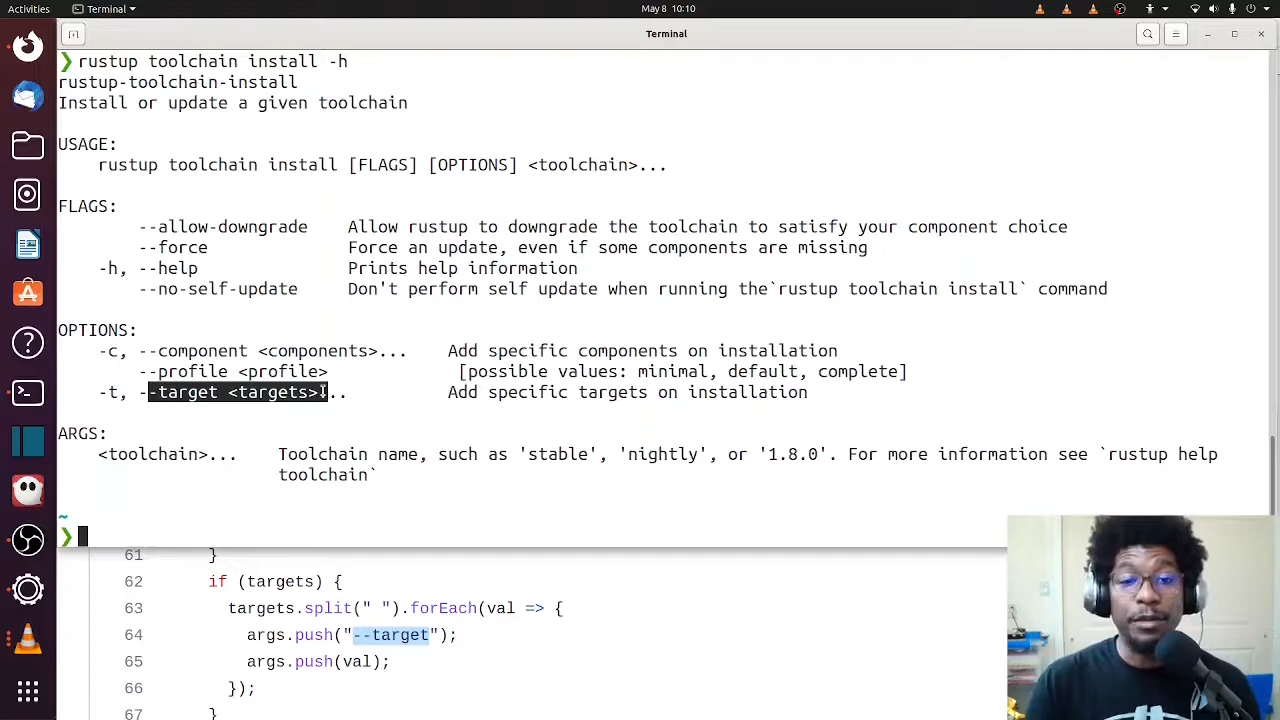 Activities
Terminal
May 8 10:10
Terminal
❯ rustup toolchain install -h
rustup-toolchain-install
Install or update a given toolchain
USAGE:
rustup toolchain install [FLAGS] [OPTIONS] <toolchain>...
FLAGS:
--allow-downgrade Allow rustup to downgrade the toolchain to satisfy your component choice
--force Force an update, even if some components are missing
-h, --help Prints help information
--no-self-update Don't perform self update when running the`rustup toolchain install` command
OPTIONS:
-c, --component <components>... Add specific components on installation
--profile <profile> [possible values: minimal, default, complete]
-t, --target <targets>... Add specific targets on installation
ARGS:
<toolchain>... Toolchain name, such as 'stable', 'nightly', or '1.8.0'. For more information see `rustup help
toolchain`
~
❯
61 }
62 if (targets) {
63 targets.split(" ").forEach(val => {
64 args.push("--target");
65 args.push(val);
66 });
67 }